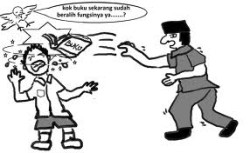 kok buku sekarang sudah
beralih fungsinya ya.......?
BUKU